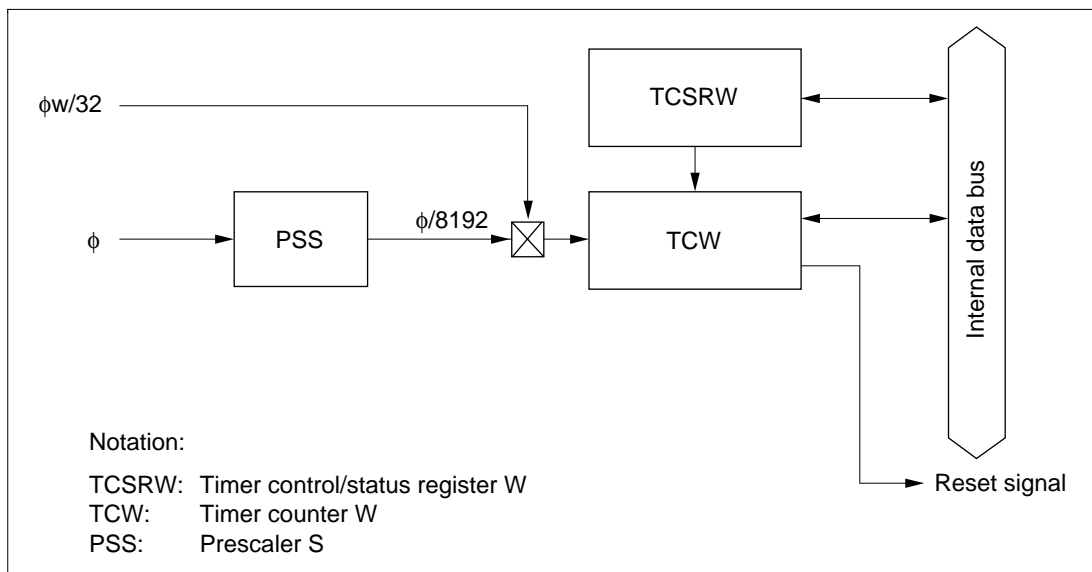 TCSRW
φw/32
φ
PSS
φ/8192
TCW
Internal data bus
Reset signal
Notation:
TCSRW: Timer control/status register W
TCW: Timer counter W
PSS: Prescaler S